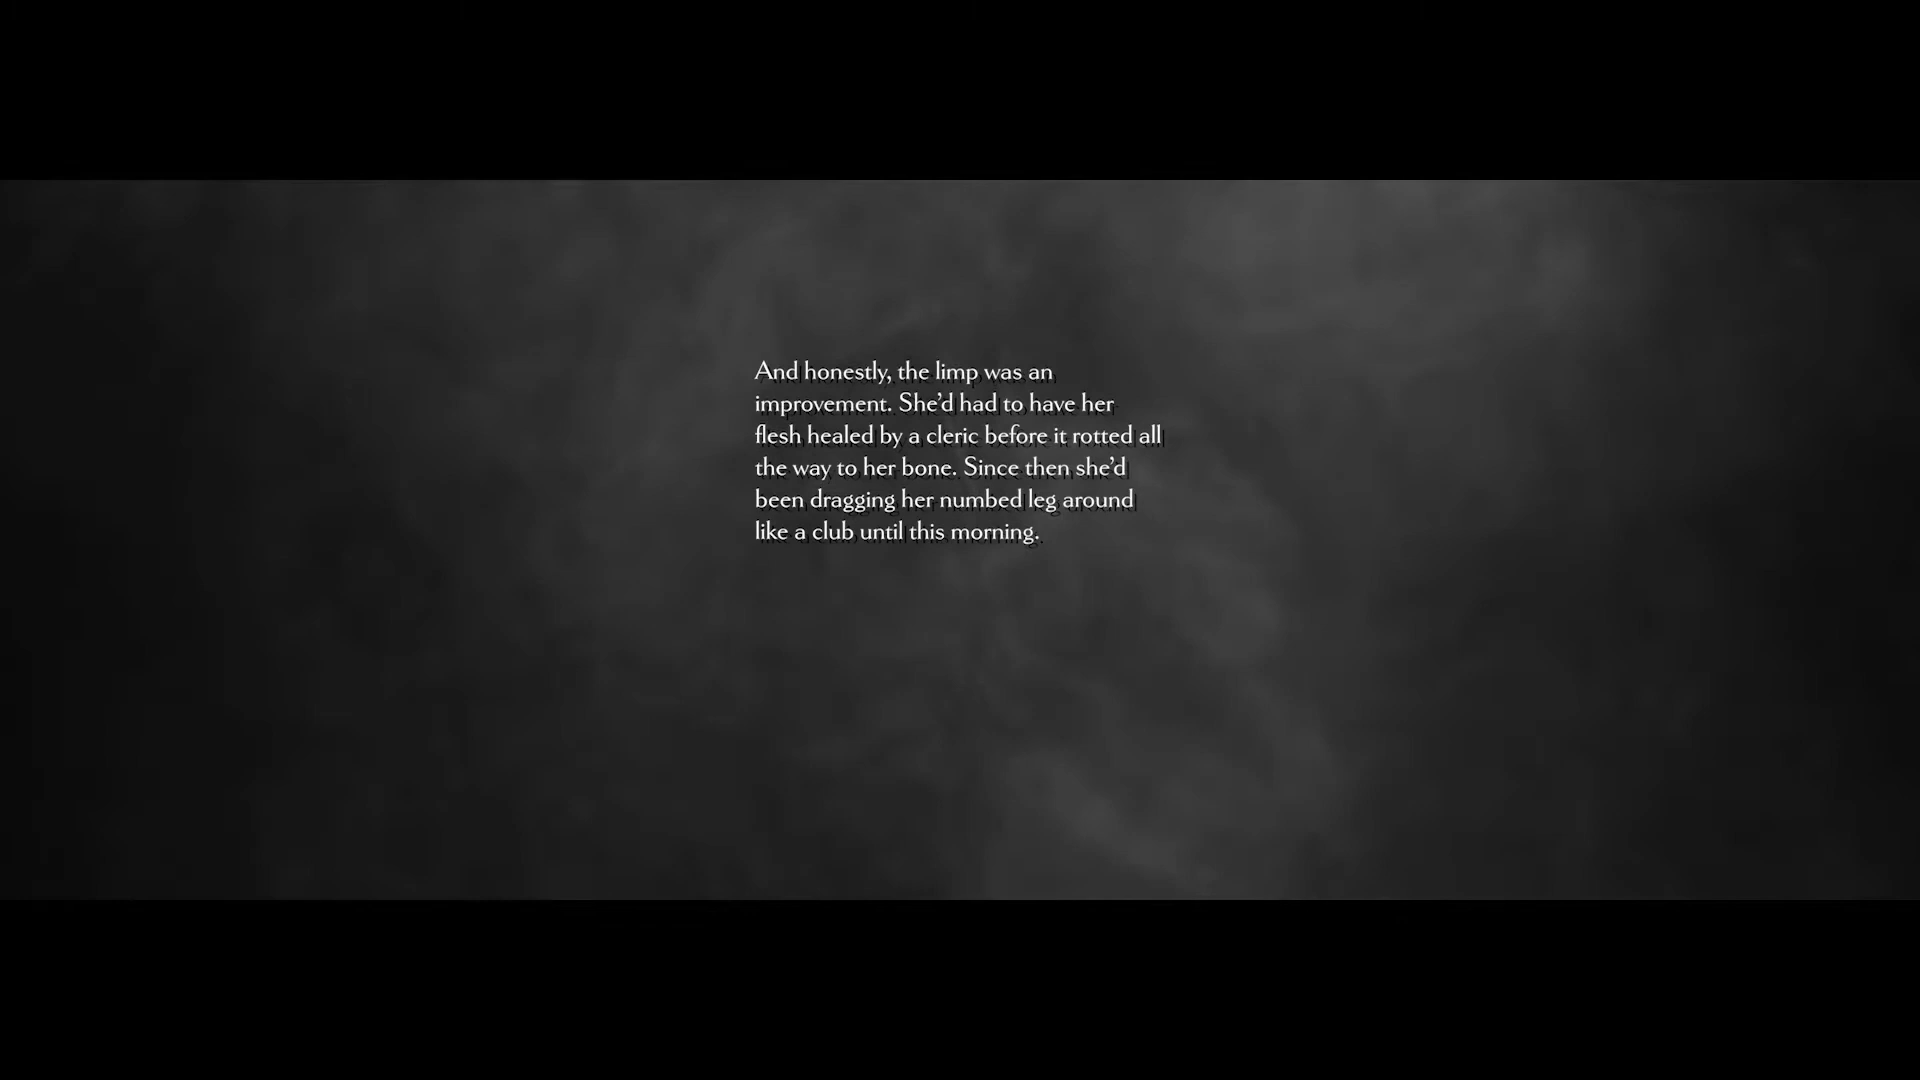 And honestly, the limp was an
improvement. She’d had to have her
flesh healed by a cleric before it rotted all
the way to her bone. Since then she’d
been dragging her numbed leg around
like a club until this morning.